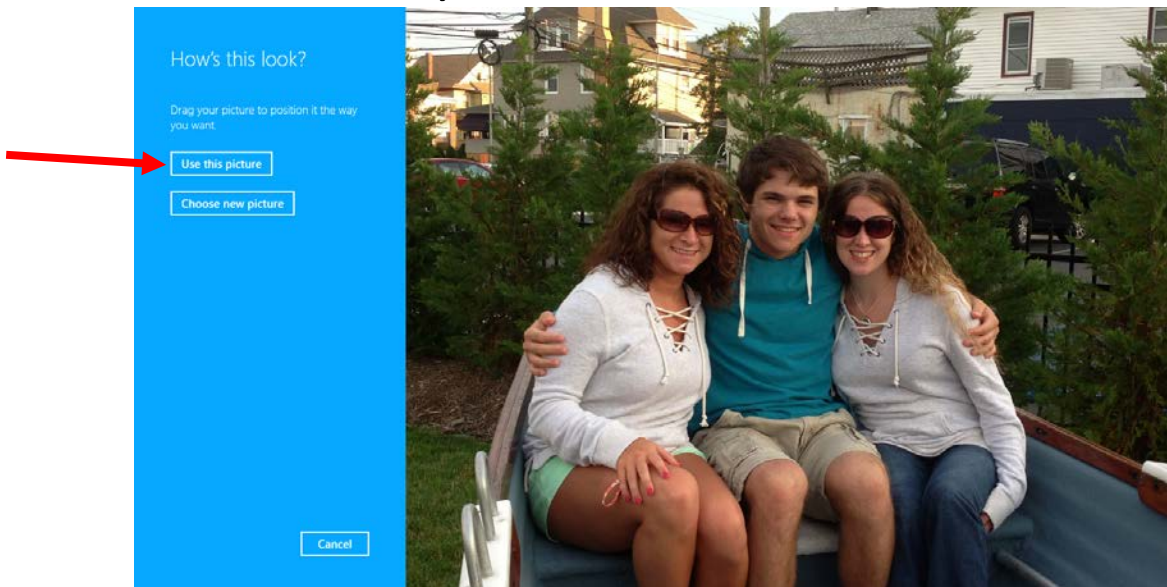 How's this look?
Drag your picture to position it the way
you want.
Use this picture
Choose new picture
Cancel